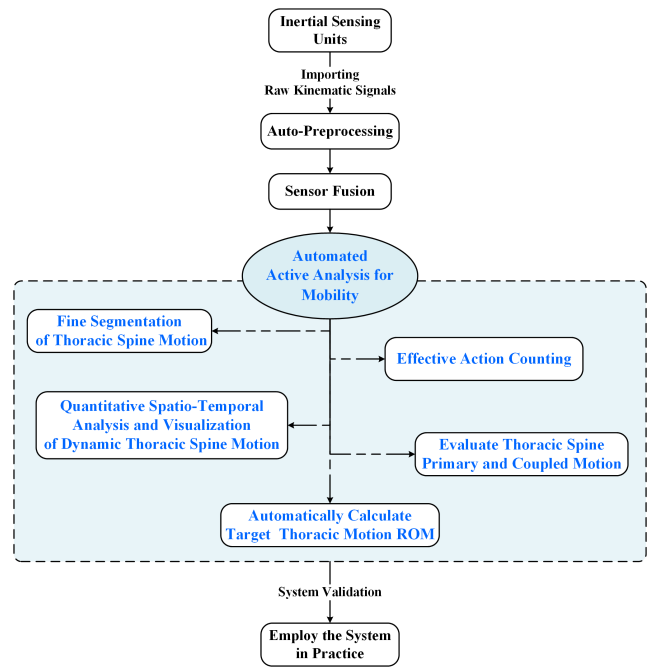 Inertial Sensing
Units
Importing
Raw Kinematic Signals
Auto-Preprocessing
Sensor Fusion
Automated
Active Analysis for
Mobility
Fine Segmentation
of Thoracic Spine Motion
Effective Action Counting
Quantitative Spatio-Temporal
Analysis and Visualization
of Dynamic Thoracic Spine Motion
Evaluate Thoracic Spine
Primary and Coupled Motion
Automatically Calculate
Target Thoracic Motion ROM
System Validation
Employ the System
in Practice